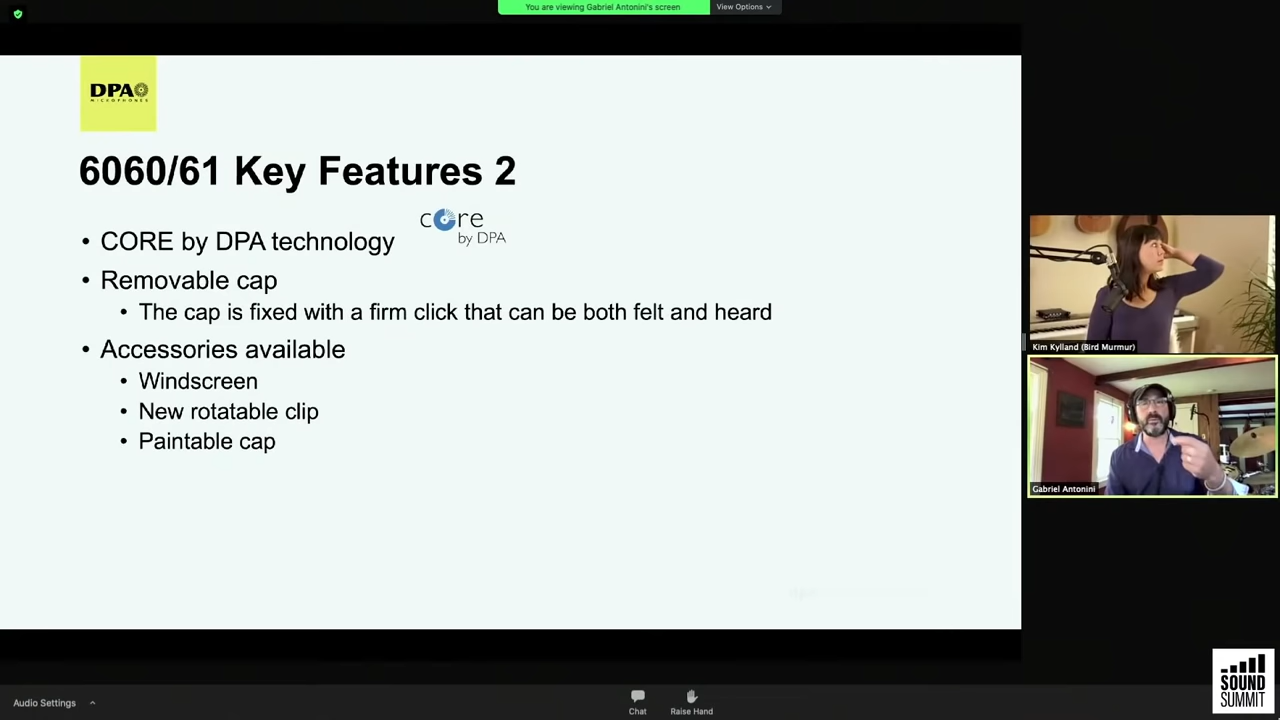 You are viewing Gabriel Antonini's screen
View Options
DPA
MICROPHONES
6060/61 Key Features 2
core
by DPA
• CORE by DPA technology
• Removable cap
• The cap is fixed with a firm click that can be both felt and heard
• Accessories available
• Windscreen
• New rotatable clip
• Paintable cap
Kim Kylland (Bird Murmur)
Gabriel Antonini
Audio Settings
Chat
Raise Hand
SOUND
SUMMIT